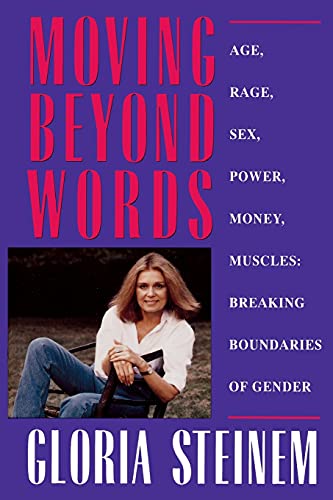 MOVING
BEYOND
WORDS
AGE,
RAGE,
SEX,
POWER,
MONEY,
MUSCLES:
BREAKING
BOUNDARIES
OF GENDER
GLORIA STEINEM